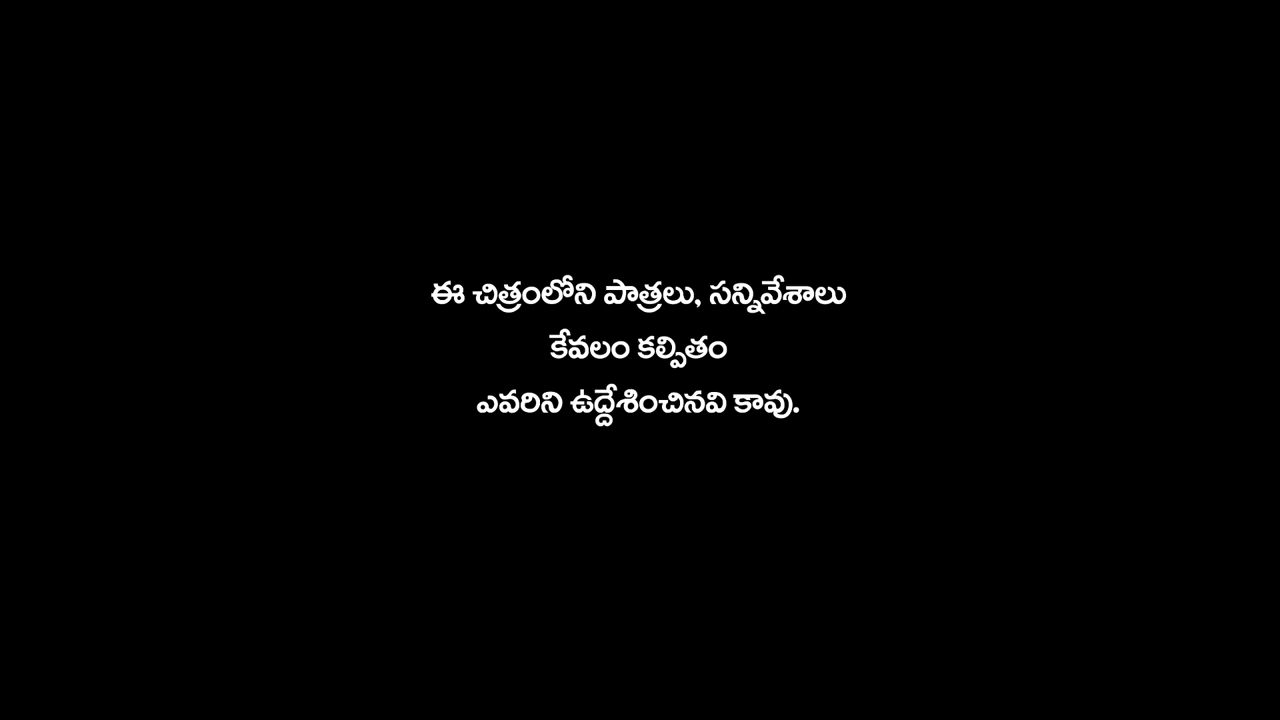 ఈ చిత్రంలోని పాత్రలు, సన్నివేశాలు
కేవలం కల్పితం
ఎవరిని ఉద్దేశించినవి కావు.